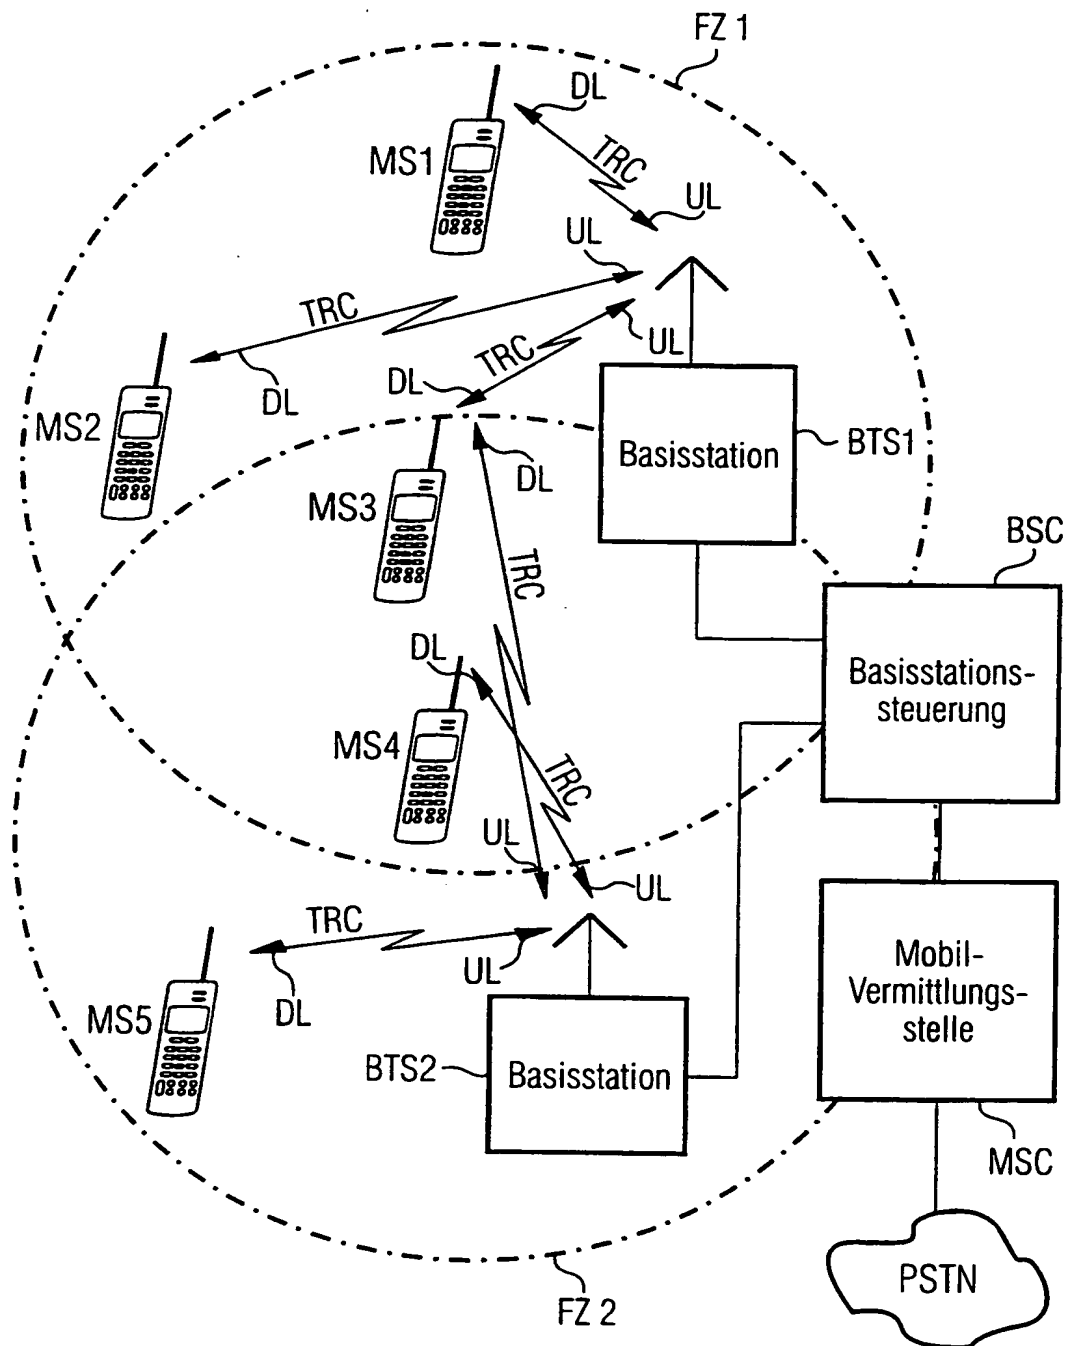 FZ 1
DL
MS1
TRC
UL
UL
TRC
DL
UL
TRC
DL
MS2
Basisstation
BTS1
DL
MS3
BSC
TRC
DL
Basisstations-
steuerung
MS4
TRC
UL
UL
TRC
UL
DL
MS5
Mobil-
Vermittlungs-
stelle
BTS2
Basisstation
MSC
PSTN
FZ 2